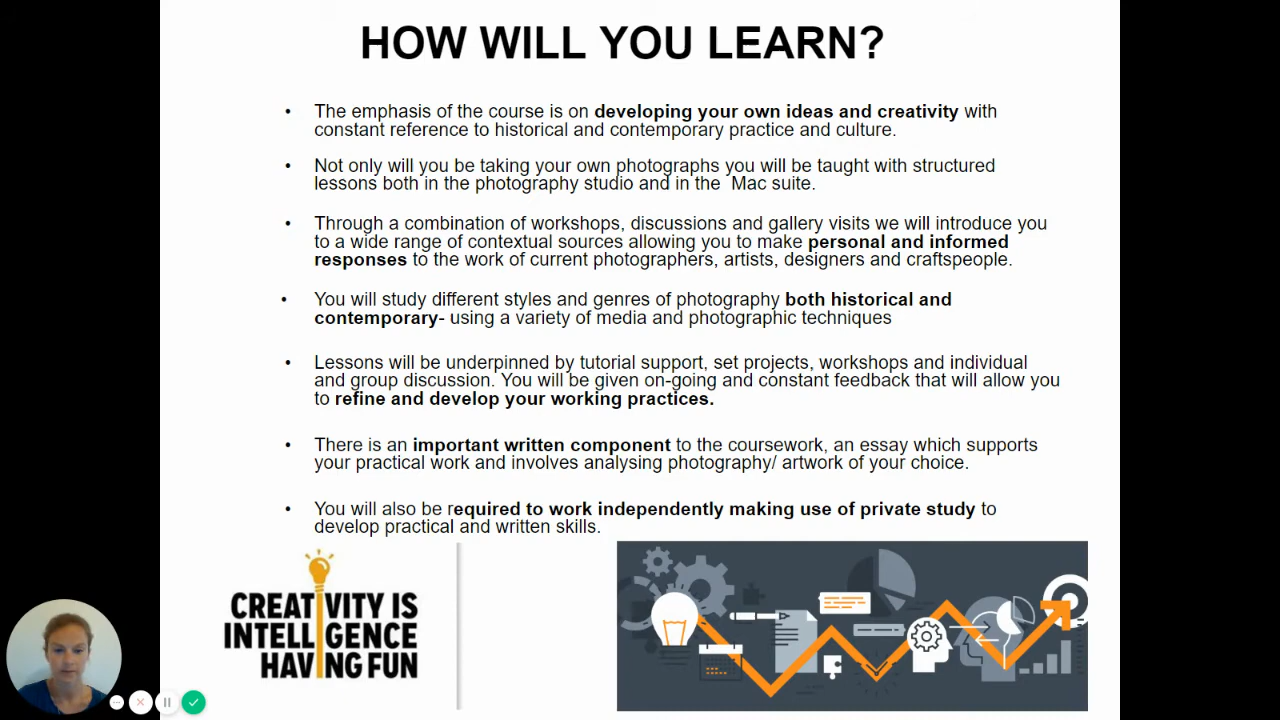 HOW WILL YOU LEARN?
• The emphasis of the course is on developing your own ideas and creativity with
constant reference to historical and contemporary practice and culture.
• Not only will you be taking your own photographs you will be taught with structured
lessons both in the photography studio and in the  Mac suite.
• Through a combination of workshops, discussions and gallery visits we will introduce you
to a wide range of contextual sources allowing you to make personal and informed
responses to the work of current photographers, artists, designers and craftspeople.
• You will study different styles and genres of photography both historical and
contemporary- using a variety of media and photographic techniques
• Lessons will be underpinned by tutorial support, set projects, workshops and individual
and group discussion. You will be given on-going and constant feedback that will allow you
to refine and develop your working practices.
• There is an important written component to the coursework, an essay which supports
your practical work and involves analysing photography/ artwork of your choice.
• You will also be required to work independently making use of private study to
develop practical and written skills.
CREATIVITY IS
INTELLIGENCE
HAVING FUN